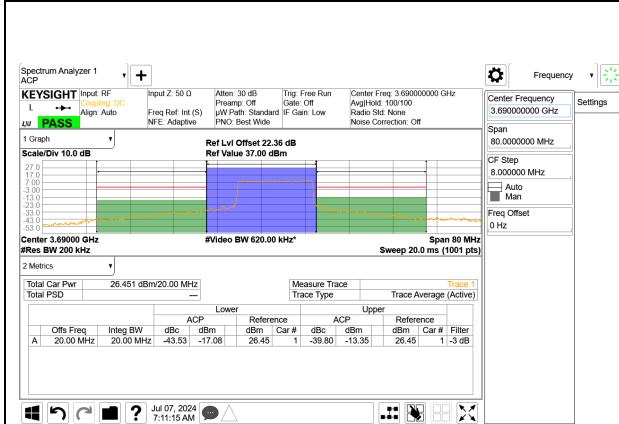 Spectrum Analyzer 1
ACP
Frequency
KEYSIGHT
Input: RF
Coupling: DC
Align: Auto
Input Z: 50 Ω
Freq Ref: Int (S)
NFE: Adaptive
Atten: 30 dB
Preamp: Off
µW Path: Standard
PNO: Best Wide
Trig: Free Run
Gate: Off
IF Gain: Low
Center Freq: 3.690000000 GHz
Avg|Hold: 100/100
Radio Std: None
Noise Correction: Off
L
PASS
Center Frequency
3.690000000 GHz
Settings
Span
80.0000000 MHz
CF Step
8.000000 MHz
Auto
Man
Freq Offset
0 Hz
1 Graph
Scale/Div 10.0 dB
Ref Lvl Offset 22.36 dB
Ref Value 37.00 dBm
27.0
17.0
7.00
-3.00
-13.0
-23.0
-33.0
-43.0
-53.0
Center 3.69000 GHz
#Res BW 200 kHz
#Video BW 620.00 kHz*
Span 80 MHz
Sweep 20.0 ms (1001 pts)
2 Metrics
Total Car Pwr 26.451 dBm/20.00 MHz
Total PSD ---
Measure Trace Trace 1
Trace Type Trace Average (Active)
Lower Upper
ACP Reference ACP Reference
Offs Freq Integ BW dBc dBm dBm Car # dBc dBm dBm Car # Filter
A 20.00 MHz 20.00 MHz -43.53 -17.08 26.45 1 -39.80 -13.35 26.45 1 -3 dB
?
Jul 07, 2024
7:11:15 AM